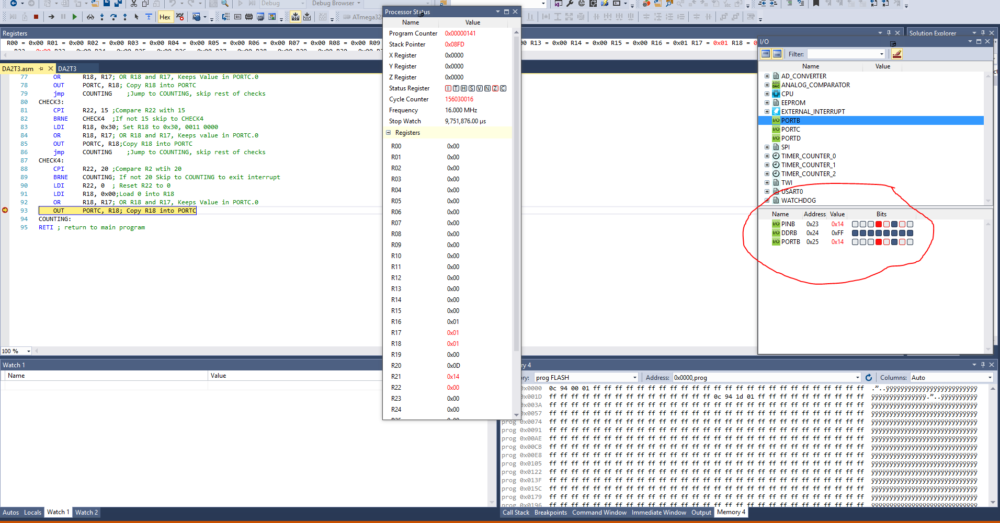 Debug
Debug Browser
Hex
ATmega32
Registers
R00 = 0x00 R01 = 0x00 R02 = 0x00 R03 = 0x00 R04 = 0x00 R05 = 0x00 R06 = 0x00 R07 = 0x00 R08 = 0x00 R09
00 R13 = 0x00 R14 = 0x00 R15 = 0x00 R16 = 0x01 R17 = 0x01 R18 = 0
DA2T3.asm
DA2T3
77 OR R18, R17; OR R18 and R17, Keeps Value in PORTC.0
78 OUT PORTC, R18; Copy R18 into PORTC
79 jmp COUNTING ;Jump to COUNTING, skip rest of checks
80 CHECK3:
81 CPI R22, 15 ;Compare R22 with 15
82 BRNE CHECK4 ;If not 15 skip to CHECK4
83 LDI R18, 0x30; Set R18 to 0x30, 0011 0000
84 OR R18, R17; OR R18 and R17, Keeps value in PORTC.0
85 OUT PORTC, R18;Copy R18 into PORTC
86 jmp COUNTING ;Jump to COUNTING, skip rest of checks
87 CHECK4:
88 CPI R22, 20 ;Compare R2 wtih 20
89 BRNE COUNTING; If not 20 Skip to COUNTING to exit interrupt
90 LDI R22, 0 ; Reset R22 to 0
91 LDI R18, 0x00;Load 0 into R18
92 OR R18, R17; OR R18 and R17, Keeps Value in PORTC.0
93 OUT PORTC, R18; Copy R18 into PORTC
94 COUNTING:
95 RETI ; return to main program
100 %
Processor Status
Name Value
Program Counter 0x00000141
Stack Pointer 0x08FD
X Register 0x0000
Y Register 0x0000
Z Register 0x0000
Status Register I T H S V N Z C
Cycle Counter 156030016
Frequency 16.000 MHz
Stop Watch 9,751,876.00 µs
Registers
R00 0x00
R01 0x00
R02 0x00
R03 0x00
R04 0x00
R05 0x00
R06 0x00
R07 0x00
R08 0x00
R09 0x00
R10 0x00
R11 0x00
R12 0x00
R13 0x00
R14 0x00
R15 0x00
R16 0x01
R17 0x01
R18 0x01
R19 0x00
R20 0x0D
R21 0x14
R22 0x00
R23 0x00
R24 0x00
Solution Explorer
I/O
Filter:
Name Value
AD_CONVERTER
ANALOG_COMPARATOR
CPU
EEPROM
EXTERNAL_INTERRUPT
I/O PORTB
I/O PORTC
I/O PORTD
SPI
TIMER_COUNTER_0
TIMER_COUNTER_1
TIMER_COUNTER_2
TWI
USART0
WATCHDOG
Name Address Value Bits
I/O PINB 0x23 0x14
I/O DDRB 0x24 0xFF
I/O PORTB 0x25 0x14
Watch 1
Name Value
Autos Locals Watch 1 Watch 2
ry 4
ry: prog FLASH Address: 0x0000,prog Columns: Auto
0x0000 0c 94 00 01 ff ff ff ff ff ff ff ff ff ff ff ff ff ff ff ff ff ff ff ff ff ff ff ff ff .”..ÿÿÿÿÿÿÿÿÿÿÿÿÿÿÿÿÿÿÿÿÿÿÿÿÿ
0x001D ff ff ff ff ff ff ff ff ff ff ff ff ff ff ff 0c 94 1d 01 ff ff ff ff ff ff ff ff ff ff ÿÿÿÿÿÿÿÿÿÿÿÿÿÿÿ.”..ÿÿÿÿÿÿÿÿÿÿ
0x003A ff ff ff ff ff ff ff ff ff ff ff ff ff ff ff ff ff ff ff ff ff ff ff ff ff ff ff ff ff ÿÿÿÿÿÿÿÿÿÿÿÿÿÿÿÿÿÿÿÿÿÿÿÿÿÿÿÿÿ
0x0057 ff ff ff ff ff ff ff ff ff ff ff ff ff ff ff ff ff ff ff ff ff ff ff ff ff ff ff ff ff ÿÿÿÿÿÿÿÿÿÿÿÿÿÿÿÿÿÿÿÿÿÿÿÿÿÿÿÿÿ
prog 0x0074 ff ff ff ff ff ff ff ff ff ff ff ff ff ff ff ff ff ff ff ff ff ff ff ff ff ff ff ff ff ÿÿÿÿÿÿÿÿÿÿÿÿÿÿÿÿÿÿÿÿÿÿÿÿÿÿÿÿÿ
prog 0x0091 ff ff ff ff ff ff ff ff ff ff ff ff ff ff ff ff ff ff ff ff ff ff ff ff ff ff ff ff ff ÿÿÿÿÿÿÿÿÿÿÿÿÿÿÿÿÿÿÿÿÿÿÿÿÿÿÿÿÿ
prog 0x00AE ff ff ff ff ff ff ff ff ff ff ff ff ff ff ff ff ff ff ff ff ff ff ff ff ff ff ff ff ff ÿÿÿÿÿÿÿÿÿÿÿÿÿÿÿÿÿÿÿÿÿÿÿÿÿÿÿÿÿ
prog 0x00CB ff ff ff ff ff ff ff ff ff ff ff ff ff ff ff ff ff ff ff ff ff ff ff ff ff ff ff ff ff ÿÿÿÿÿÿÿÿÿÿÿÿÿÿÿÿÿÿÿÿÿÿÿÿÿÿÿÿÿ
prog 0x00E8 ff ff ff ff ff ff ff ff ff ff ff ff ff ff ff ff ff ff ff ff ff ff ff ff ff ff ff ff ff ÿÿÿÿÿÿÿÿÿÿÿÿÿÿÿÿÿÿÿÿÿÿÿÿÿÿÿÿÿ
prog 0x0105 ff ff ff ff ff ff ff ff ff ff ff ff ff ff ff ff ff ff ff ff ff ff ff ff ff ff ff ff ff ÿÿÿÿÿÿÿÿÿÿÿÿÿÿÿÿÿÿÿÿÿÿÿÿÿÿÿÿÿ
prog 0x0122 ff ff ff ff ff ff ff ff ff ff ff ff ff ff ff ff ff ff ff ff ff ff ff ff ff ff ff ff ff ÿÿÿÿÿÿÿÿÿÿÿÿÿÿÿÿÿÿÿÿÿÿÿÿÿÿÿÿÿ
prog 0x013F ff ff ff ff ff ff ff ff ff ff ff ff ff ff ff ff ff ff ff ff ff ff ff ff ff ff ff ff ff ÿÿÿÿÿÿÿÿÿÿÿÿÿÿÿÿÿÿÿÿÿÿÿÿÿÿÿÿÿ
prog 0x015C ff ff ff ff ff ff ff ff ff ff ff ff ff ff ff ff ff ff ff ff ff ff ff ff ff ff ff ff ff ÿÿÿÿÿÿÿÿÿÿÿÿÿÿÿÿÿÿÿÿÿÿÿÿÿÿÿÿÿ
prog 0x0179 ff ff ff ff ff ff ff ff ff ff ff ff ff ff ff ff ff ff ff ff ff ff ff ff ff ff ff ff ff ÿÿÿÿÿÿÿÿÿÿÿÿÿÿÿÿÿÿÿÿÿÿÿÿÿÿÿÿÿ
prog 0x0196 ff ff ff ff ff ff ff ff ff ff ff ff ff ff ff ff ff ff ff ff ff ff ff ff ff ff ff ff ff ÿÿÿÿÿÿÿÿÿÿÿÿÿÿÿÿÿÿÿÿÿÿÿÿÿÿÿÿÿ
Call Stack Breakpoints Command Window Immediate Window Output Memory 4